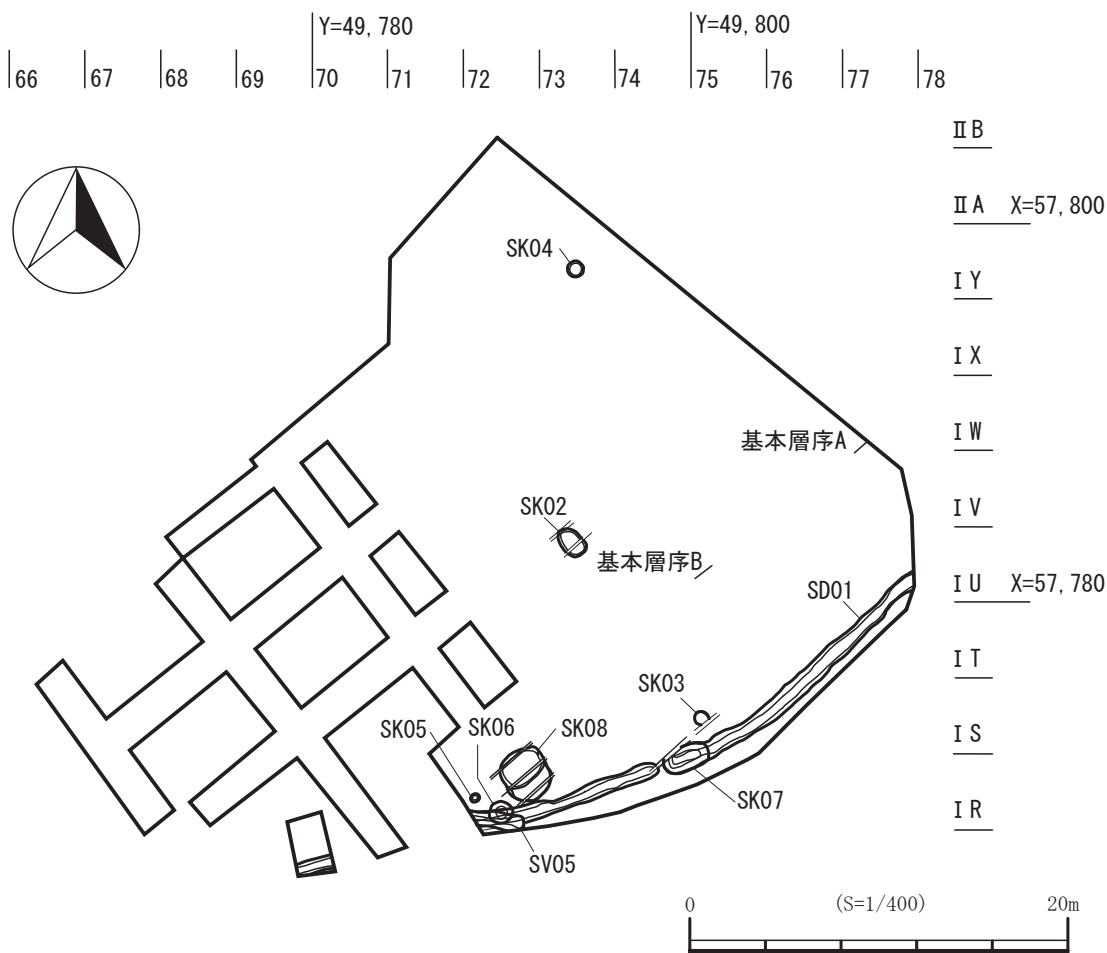 Y=49,780
Y=49,800
66 67 68 69 70 71 72 73 74 75 76 77 78
ⅡB
ⅡA X=57,800
ⅠY
ⅠX
ⅠW
ⅠV
ⅠU X=57,780
ⅠT
ⅠS
ⅠR
SK04
基本層序A
SK02
基本層序B
SD01
SK03
SK05
SK06
SK08
SK07
SV05
0 (S=1/400) 20m